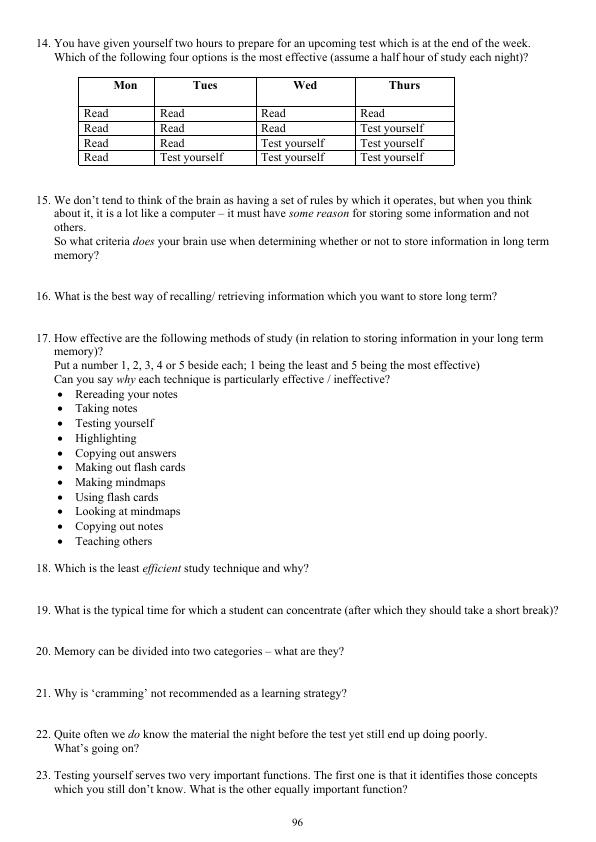 14. You have given yourself two hours to prepare for an upcoming test which is at the end of the week.
Which of the following four options is the most effective (assume a half hour of study each night)?
Mon Tues Wed Thurs
Read Read Read Read
Read Read Read Test yourself
Read Read Test yourself Test yourself
Read Test yourself Test yourself Test yourself
15. We don’t tend to think of the brain as having a set of rules by which it operates, but when you think
about it, it is a lot like a computer – it must have some reason for storing some information and not
others.
So what criteria does your brain use when determining whether or not to store information in long term
memory?
16. What is the best way of recalling/ retrieving information which you want to store long term?
17. How effective are the following methods of study (in relation to storing information in your long term
memory)?
Put a number 1, 2, 3, 4 or 5 beside each; 1 being the least and 5 being the most effective)
Can you say why each technique is particularly effective / ineffective?
• Rereading your notes
• Taking notes
• Testing yourself
• Highlighting
• Copying out answers
• Making out flash cards
• Making mindmaps
• Using flash cards
• Looking at mindmaps
• Copying out notes
• Teaching others
18. Which is the least efficient study technique and why?
19. What is the typical time for which a student can concentrate (after which they should take a short break)?
20. Memory can be divided into two categories – what are they?
21. Why is ‘cramming’ not recommended as a learning strategy?
22. Quite often we do know the material the night before the test yet still end up doing poorly.
What’s going on?
23. Testing yourself serves two very important functions. The first one is that it identifies those concepts
which you still don’t know. What is the other equally important function?
96